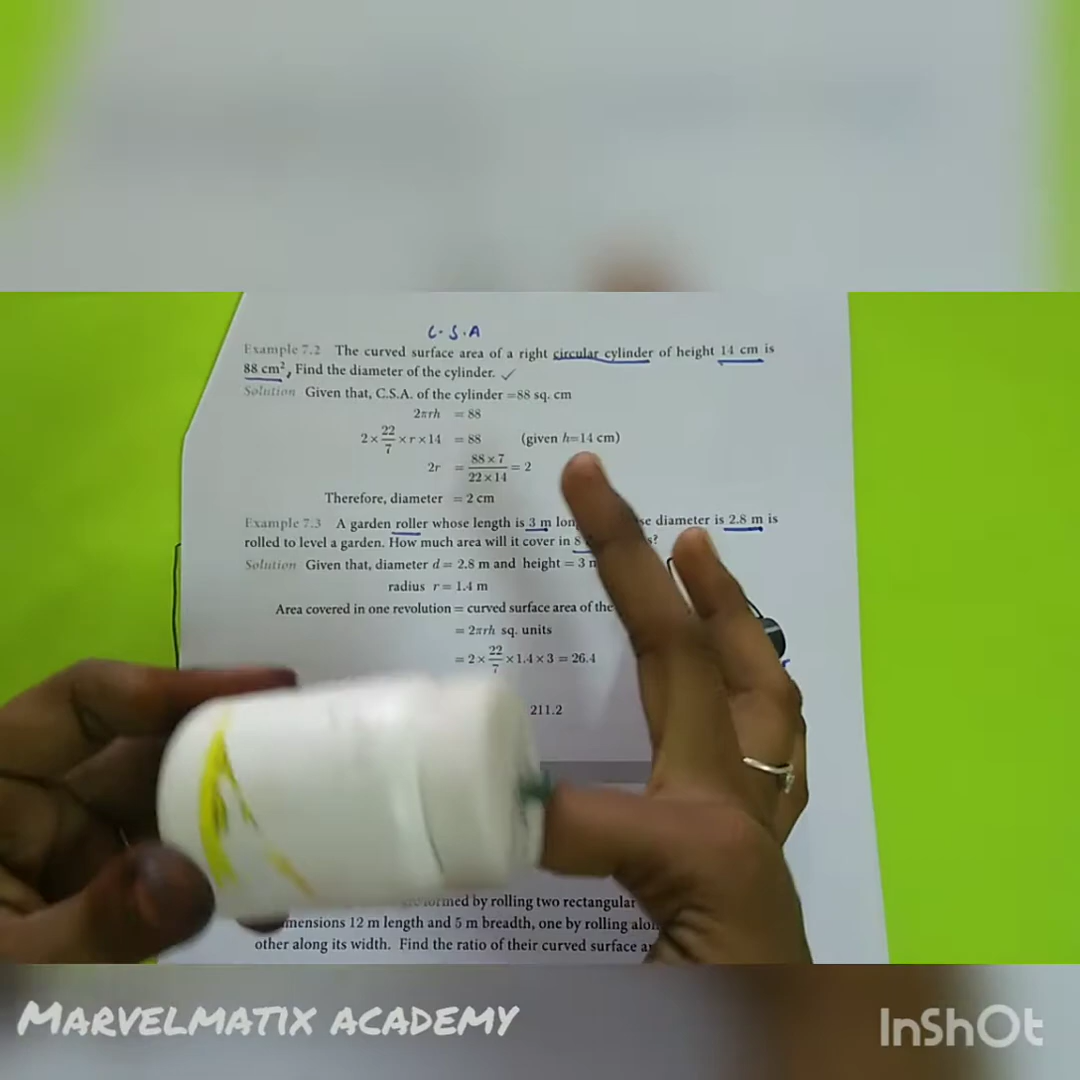 C.S.A
Example 7.2 The curved surface area of a right circular cylinder of height 14 cm is
88 cm², Find the diameter of the cylinder. ✓
Solution Given that, C.S.A. of the cylinder =88 sq. cm
2πrh = 88
2×22/7×r×14 = 88 (given h=14 cm)
2r = 88×7/22×14 = 2
Therefore, diameter = 2 cm
Example 7.3 A garden roller whose length is 3 m diameter is 2.8 m is
rolled to level a garden. How much area will it cover in 8
Solution Given that, diameter d = 2.8 m and height = 3
radius r = 1.4 m
Area covered in one revolution = curved surface area of the
= 2πrh sq. units
= 2×22/7×1.4×3 = 26.4
211.2
formed by rolling two rectangular
12 m length and 5 m breadth, one by rolling
other along its width. Find the ratio of their curved surface
MARVELMATIX ACADEMY
InShOt